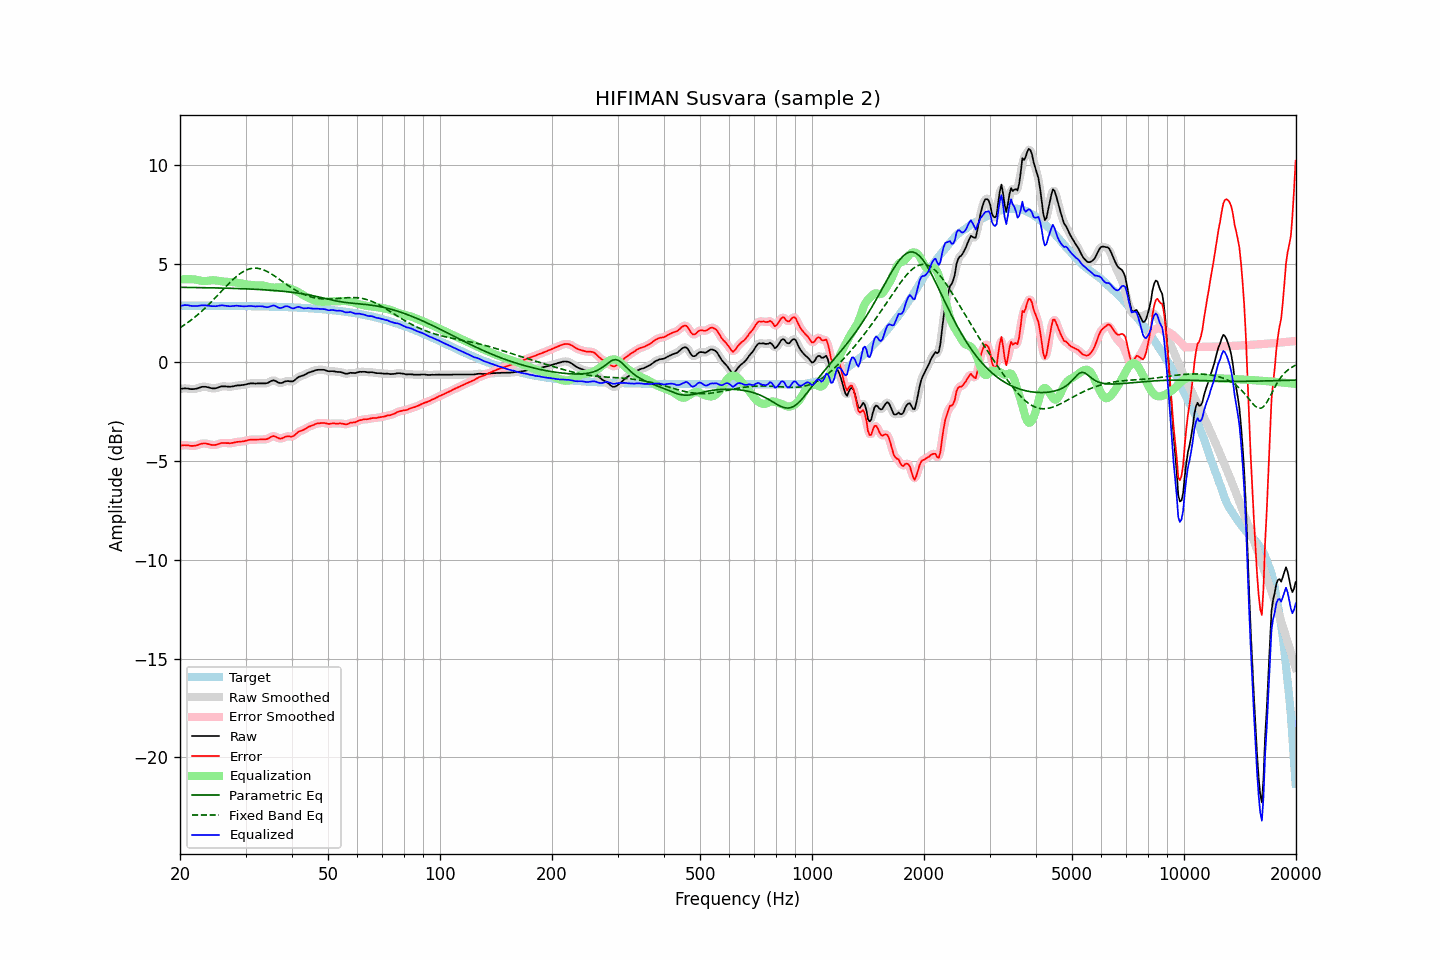 HIFIMAN Susvara (sample 2)
Amplitude (dBr)
10
5
0
−5
−10
−15
−20
Target
Raw Smoothed
Error Smoothed
Raw
Error
Equalization
Parametric Eq
Fixed Band Eq
Equalized
20 50 100 200 500 1000 2000 5000 10000 20000
Frequency (Hz)